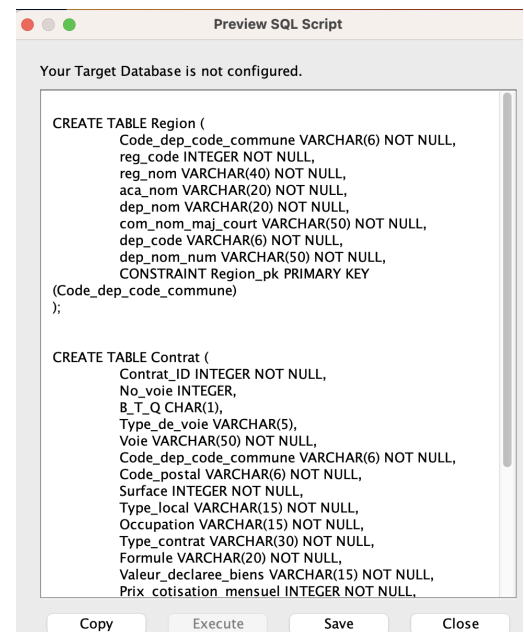 Preview SQL Script
Your Target Database is not configured.
CREATE TABLE Region (
Code_dep_code_commune VARCHAR(6) NOT NULL,
reg_code INTEGER NOT NULL,
reg_nom VARCHAR(40) NOT NULL,
aca_nom VARCHAR(20) NOT NULL,
dep_nom VARCHAR(20) NOT NULL,
com_nom_maj_court VARCHAR(50) NOT NULL,
dep_code VARCHAR(6) NOT NULL,
dep_nom_num VARCHAR(50) NOT NULL,
CONSTRAINT Region_pk PRIMARY KEY
(Code_dep_code_commune)
);
CREATE TABLE Contrat (
Contrat_ID INTEGER NOT NULL,
No_voie INTEGER,
B_T_Q CHAR(1),
Type_de_voie VARCHAR(5),
Voie VARCHAR(50) NOT NULL,
Code_dep_code_commune VARCHAR(6) NOT NULL,
Code_postal VARCHAR(6) NOT NULL,
Surface INTEGER NOT NULL,
Type_local VARCHAR(15) NOT NULL,
Occupation VARCHAR(15) NOT NULL,
Type_contrat VARCHAR(30) NOT NULL,
Formule VARCHAR(20) NOT NULL,
Valeur_declaree_biens VARCHAR(15) NOT NULL,
Prix_cotisation_mensuel INTEGER NOT NULL,
Copy Execute Save Close